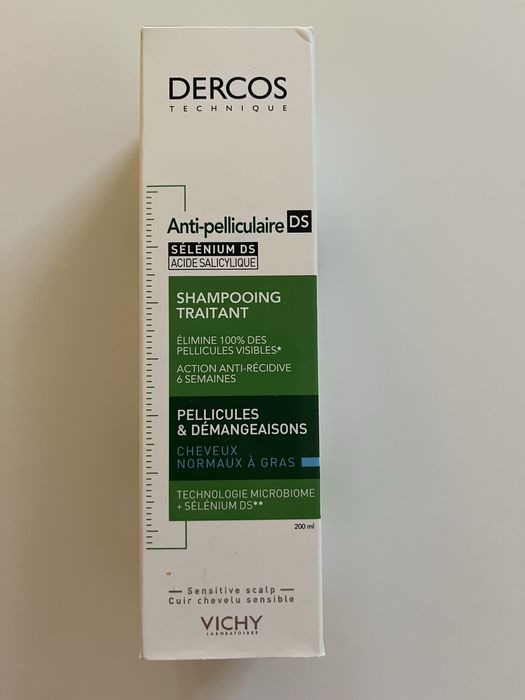 DERCOS
TECHNIQUE
Anti-pelliculaire DS
SÉLÉNIUM DS
ACIDE SALICYLIQUE
SHAMPOOING
TRAITANT
ÉLIMINE 100% DES
PELLICULES VISIBLES*
ACTION ANTI-RÉCIDIVE
6 SEMAINES
PELLICULES
& DÉMANGEAISONS
CHEVEUX
NORMAUX À GRAS
TECHNOLOGIE MICROBIOME
+ SÉLÉNIUM DS**
200 ml
Sensitive scalp
Cuir chevelu sensible
VICHY
LABORATOIRES